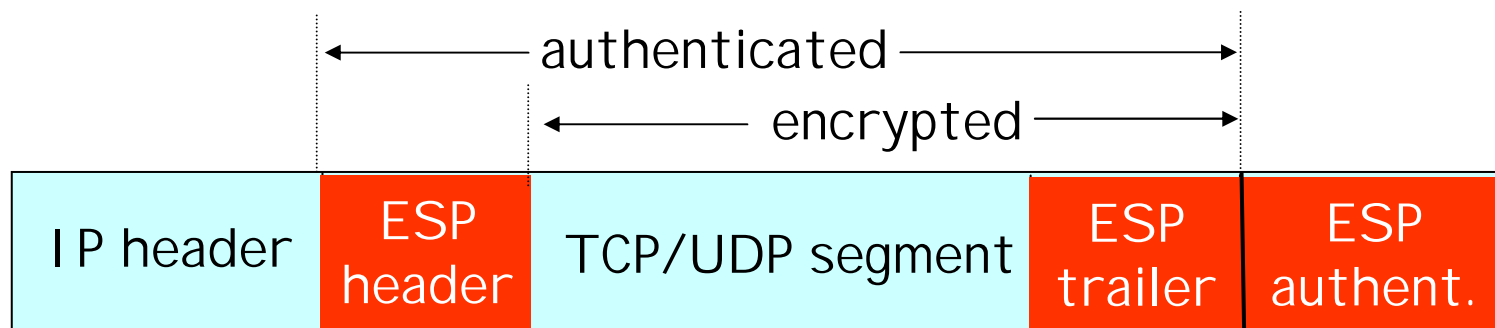 authenticated
encrypted
IP header
ESP
header
TCP/UDP segment
ESP
trailer
ESP
authent.